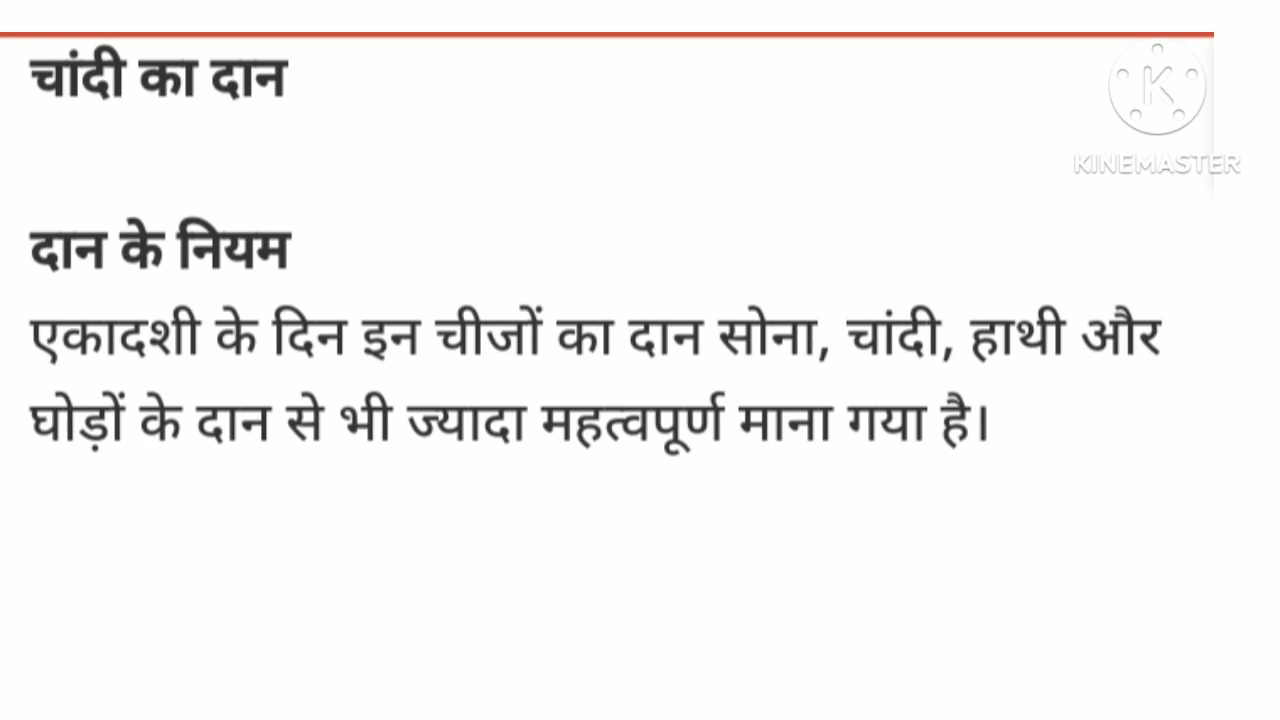 चांदी का दान
KINEMASTER
दान के नियम
एकादशी के दिन इन चीजों का दान सोना, चांदी, हाथी और
घोड़ों के दान से भी ज्यादा महत्वपूर्ण माना गया है।